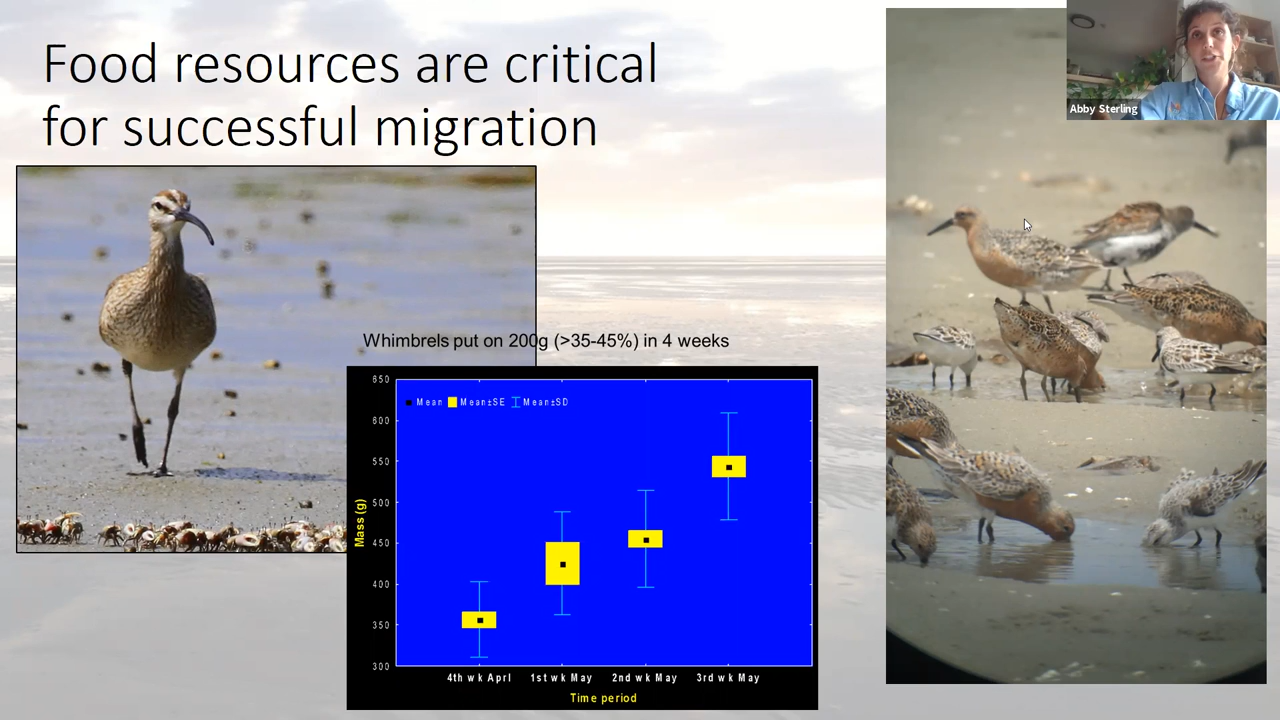 Food resources are critical
for successful migration
Abby Sterling
Whimbrels put on 200g (>35-45%) in 4 weeks
Mean Mean±SE Mean±SD
650
600
550
500
450
400
350
300
Mass (g)
4th wk Aprl 1st wk May 2nd wk May 3rd wk May
Time period